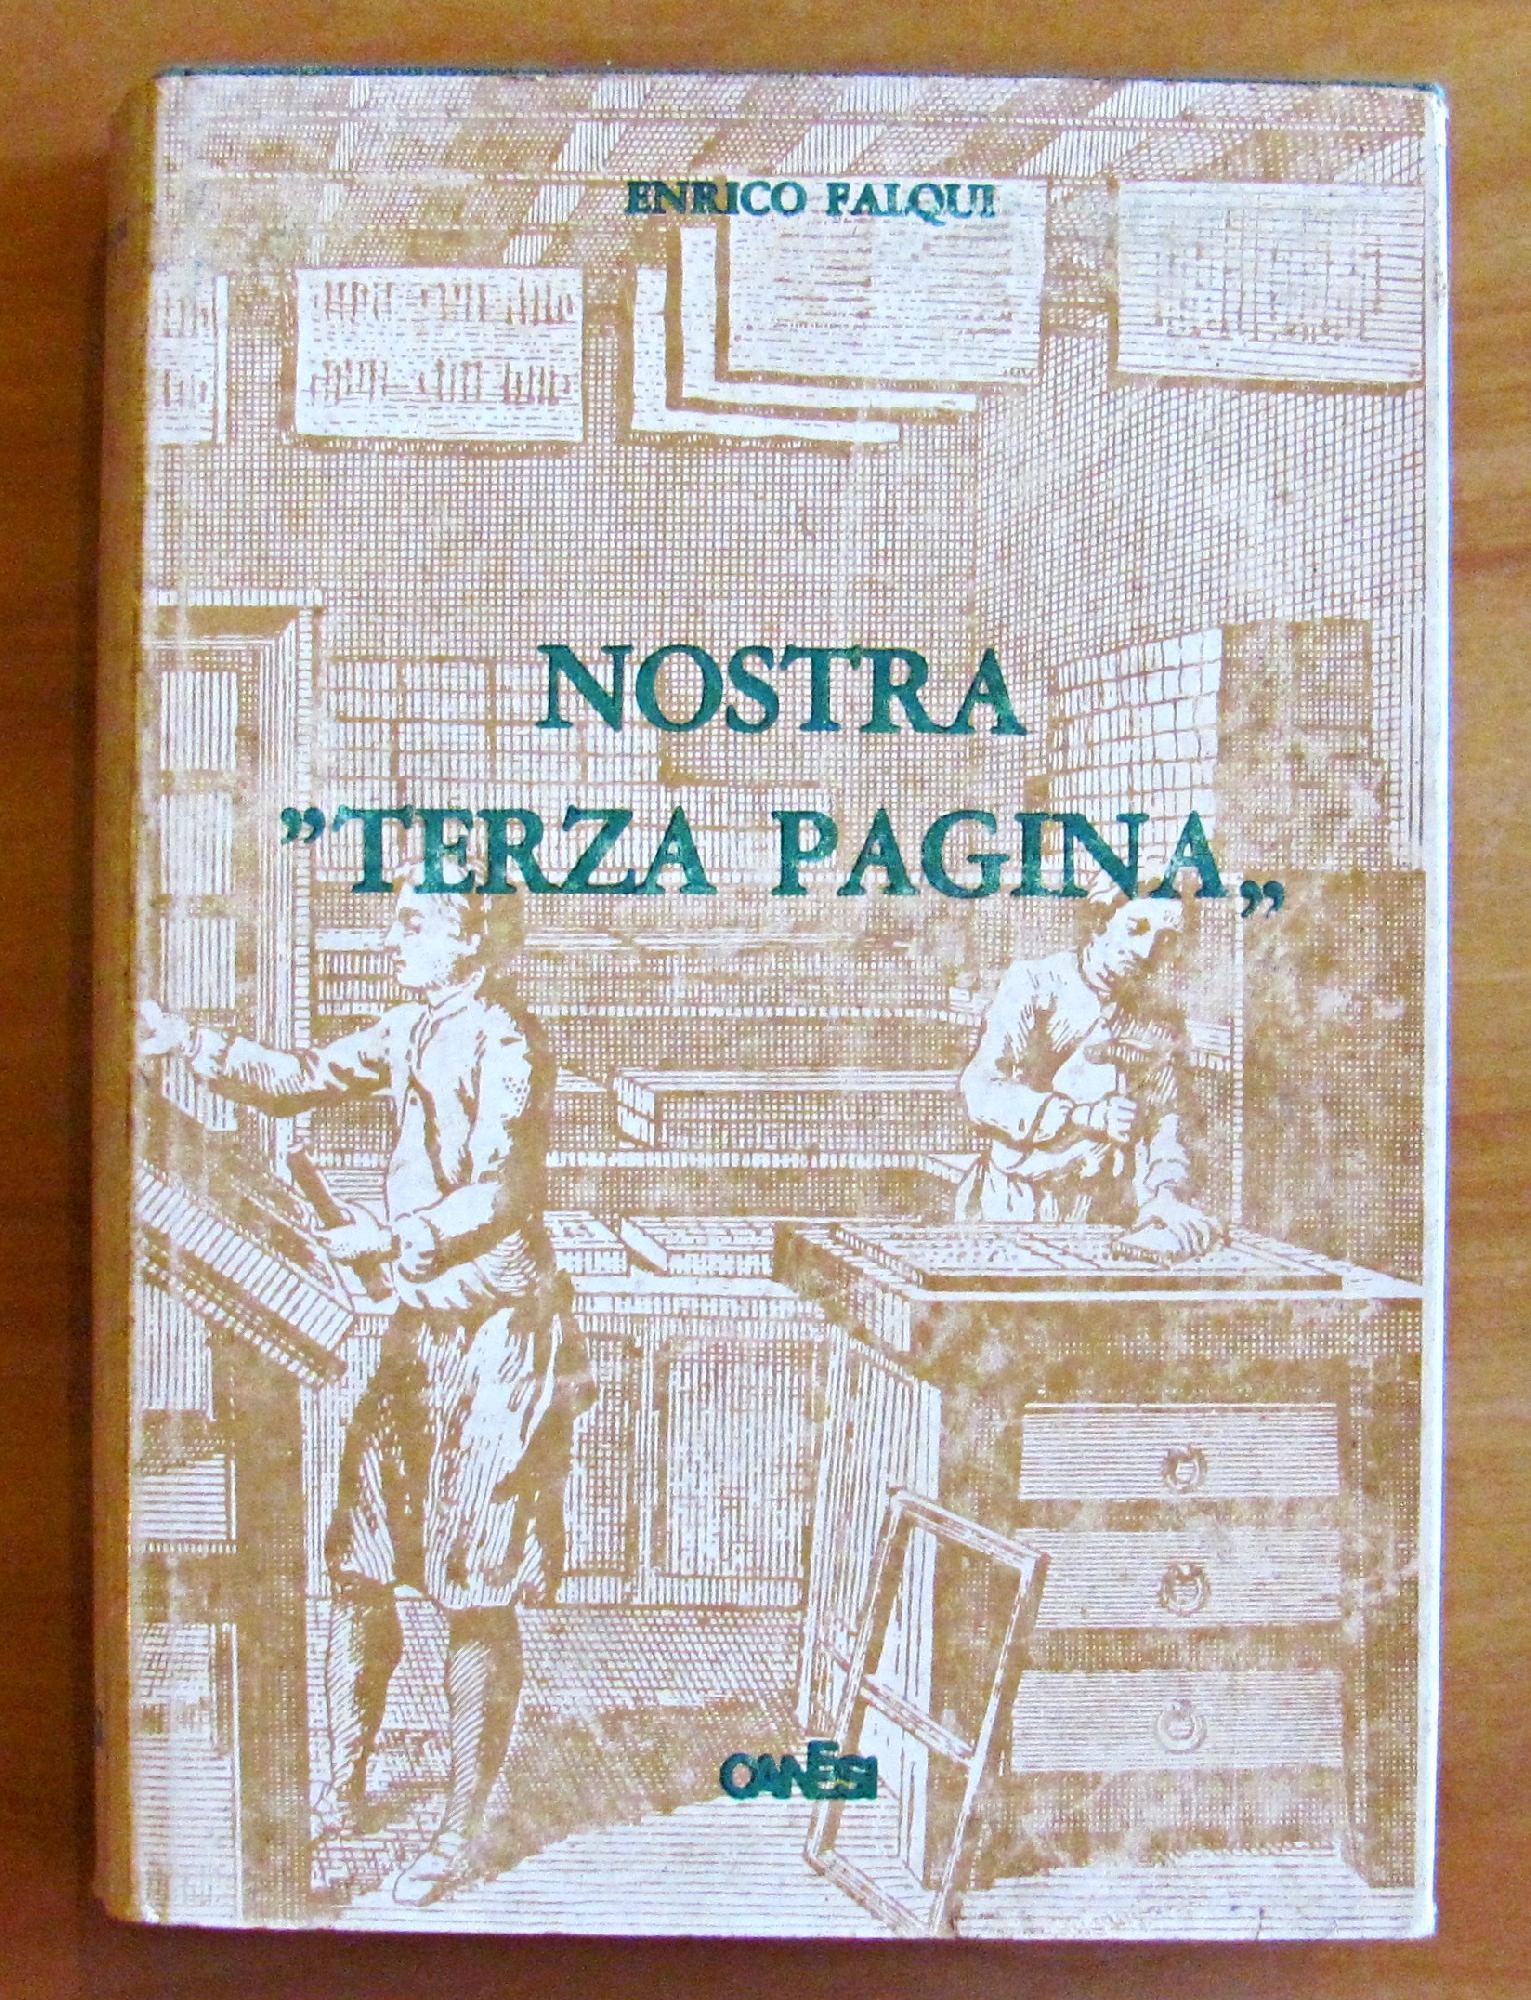 ENRICO FALQUI
NOSTRA
”TERZA PAGINA„
CANESI